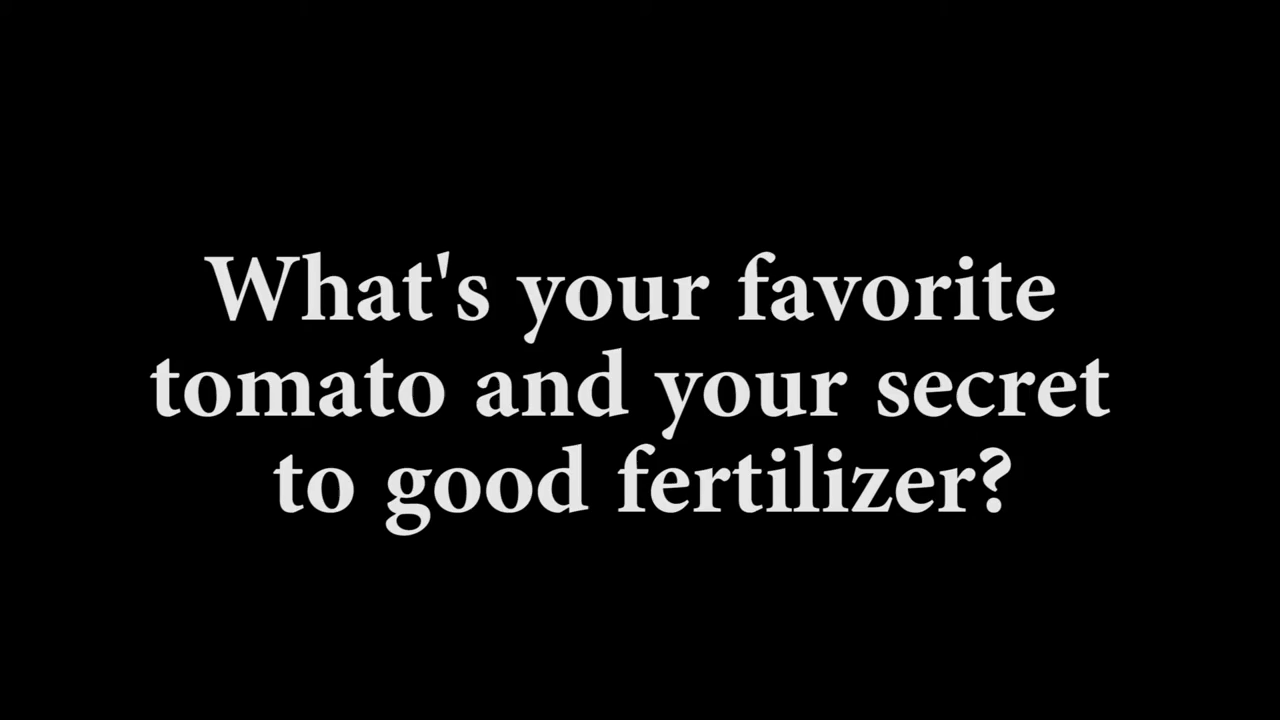 What's your favorite
tomato and your secret
to good fertilizer?